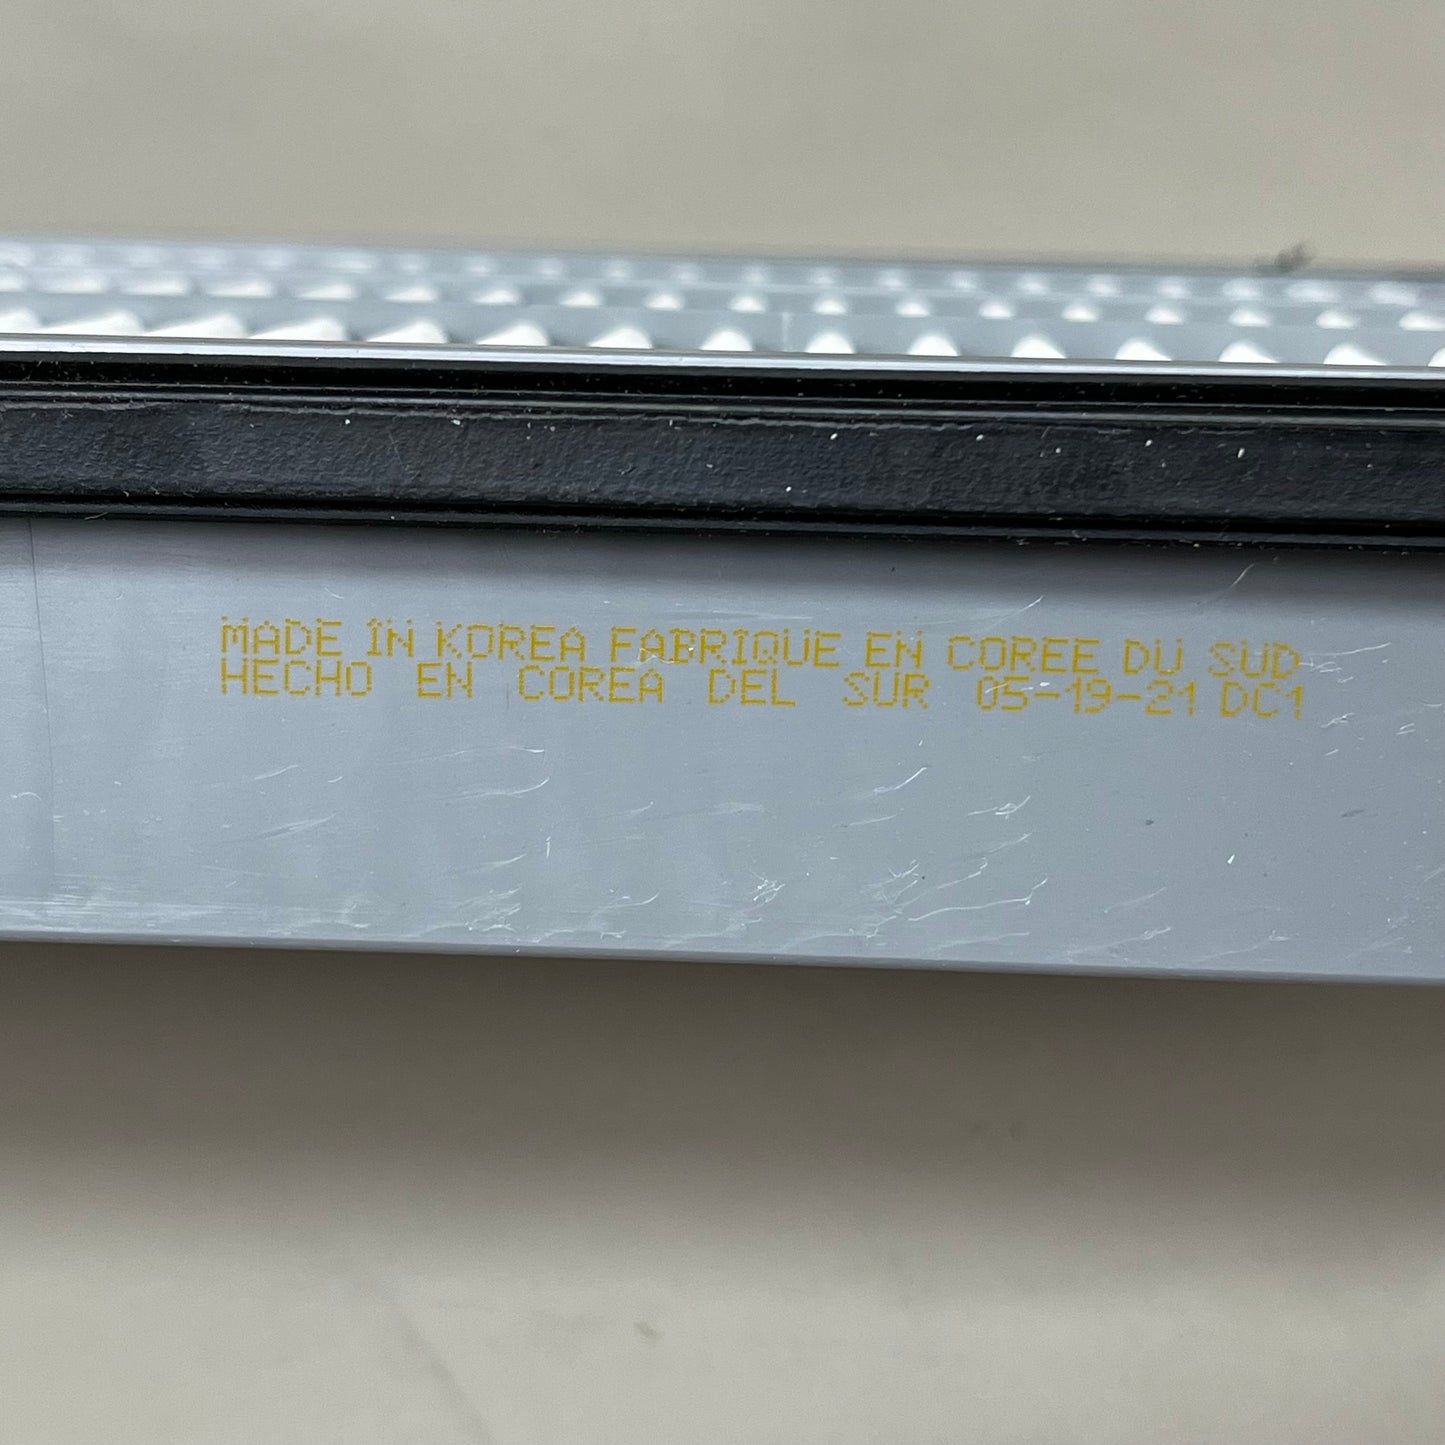 MADE IN KOREA FABRIQUE EN COREE DU SUD
HECHO EN COREA DEL SUR 05-19-21 DC1